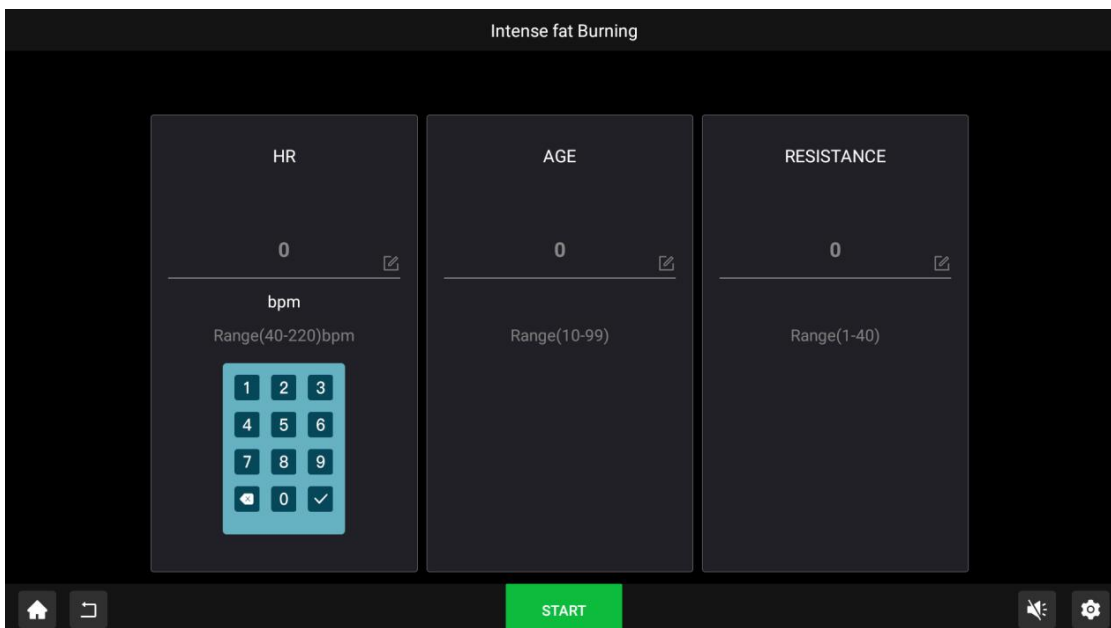 Intense fat Burning
HR
AGE
RESISTANCE
0
0
0
bpm
Range(40-220)bpm
Range(10-99)
Range(1-40)
1 2 3
4 5 6
7 8 9
0
START